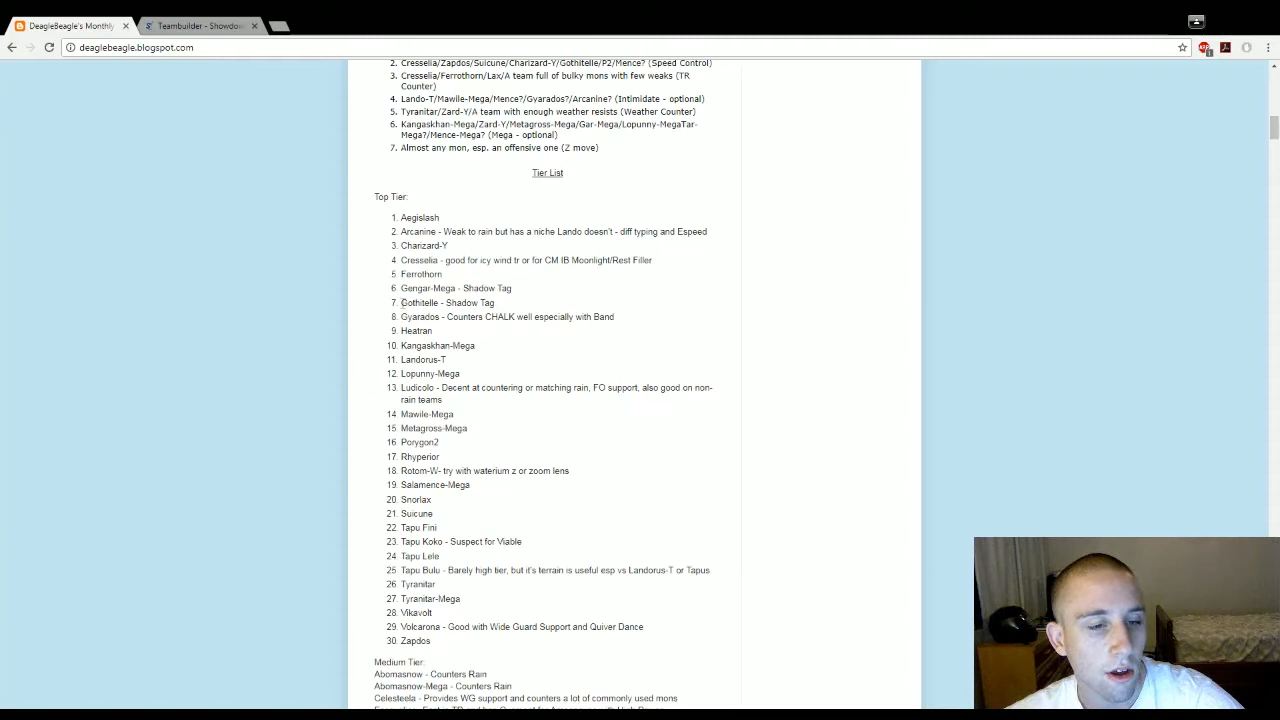 DeagleBeagle's Monthly
Teambuilder - Showdow
deaglebeagle.blogspot.com
2. Cresselia/Zapdos/Suicune/Charizard-Y/Gothitelle/P2/Mence? (Speed Control)
3. Cresselia/Ferrothorn/Lax/A team full of bulky mons with few weaks (TR
Counter)
4. Lando-T/Mawile-Mega/Mence?/Gyarados?/Arcanine? (Intimidate - optional)
5. Tyranitar/Zard-Y/A team with enough weather resists (Weather Counter)
6. Kangaskhan-Mega/Zard-Y/Metagross-Mega/Gar-Mega/Lopunny-MegaTar-
Mega?/Mence-Mega? (Mega - optional)
7. Almost any mon, esp. an offensive one (Z move)
Tier List
Top Tier:
1. Aegislash
2. Arcanine - Weak to rain but has a niche Lando doesn't - diff typing and Espeed
3. Charizard-Y
4. Cresselia - good for icy wind tr or for CM IB Moonlight/Rest Filler
5. Ferrothorn
6. Gengar-Mega - Shadow Tag
7. Gothitelle - Shadow Tag
8. Gyarados - Counters CHALK well especially with Band
9. Heatran
10. Kangaskhan-Mega
11. Landorus-T
12. Lopunny-Mega
13. Ludicolo - Decent at countering or matching rain, FO support, also good on non-
rain teams
14. Mawile-Mega
15. Metagross-Mega
16. Porygon2
17. Rhyperior
18. Rotom-W- try with waterium z or zoom lens
19. Salamence-Mega
20. Snorlax
21. Suicune
22. Tapu Fini
23. Tapu Koko - Suspect for Viable
24. Tapu Lele
25. Tapu Bulu - Barely high tier, but it's terrain is useful esp vs Landorus-T or Tapus
26. Tyranitar
27. Tyranitar-Mega
28. Vikavolt
29. Volcarona - Good with Wide Guard Support and Quiver Dance
30. Zapdos
Medium Tier:
Abomasnow - Counters Rain
Abomasnow-Mega - Counters Rain
Celesteela - Provides WG support and counters a lot of commonly used mons